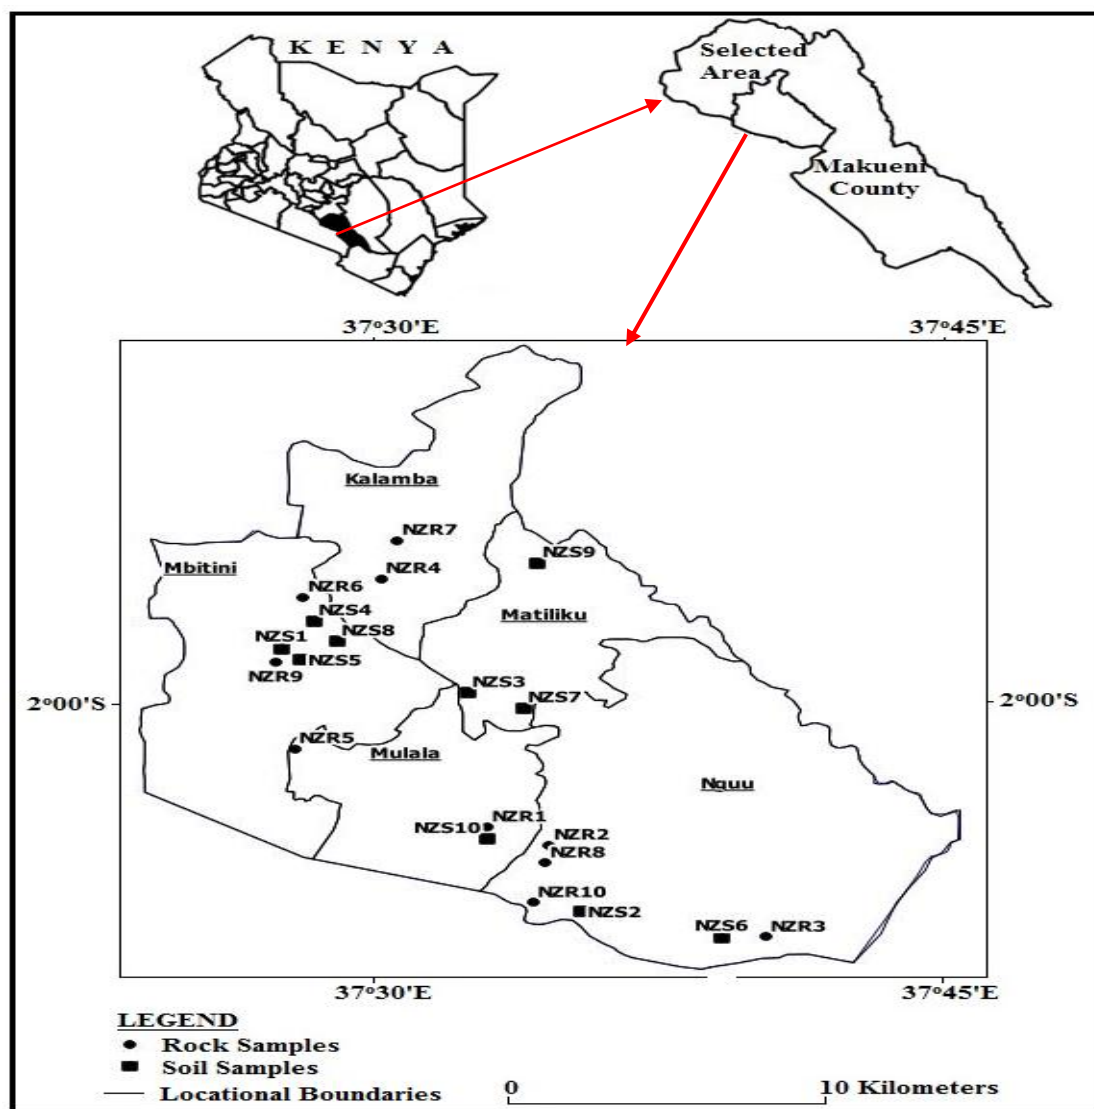 K E N Y A
Selected
Area
Makueni
County
37°30'E
37°45'E
Kalamba
NZR7
NZS9
Mbitini
NZR4
NZR6
NZS4
Matiliku
NZS1
NZS8
NZS5
NZR9
NZS3
NZS7
2°00'S
2°00'S
NZR5
Mulala
Nguu
NZR1
NZS10
NZR2
NZR8
NZR10
NZS2
NZS6
NZR3
37°30'E
37°45'E
LEGEND
Rock Samples
Soil Samples
Locational Boundaries
0
10 Kilometers